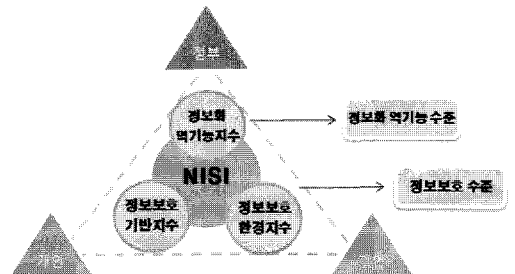 정부
정보화
역기능지수
정보화 역기능 수준
NISI
정보보호 수준
정보보호
기반지수
정보보호
환경지수